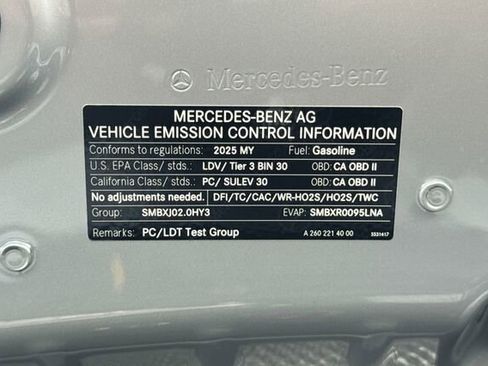 Mercedes-Benz
MERCEDES-BENZ AG
VEHICLE EMISSION CONTROL INFORMATION
Conforms to regulations: 2025 MY Fuel: Gasoline
U.S. EPA Class/ stds.: LDV/ Tier 3 BIN 30 OBD: CA OBD II
California Class/ stds.: PC/ SULEV 30 OBD: CA OBD II
No adjustments needed. DFI/TC/CAC/WR-HO2S/HO2S/TWC
Group: SMBXJ02.0HY3 EVAP: SMBXR0095LNA
Remarks: PC/LDT Test Group A 260 221 40 00 5531417